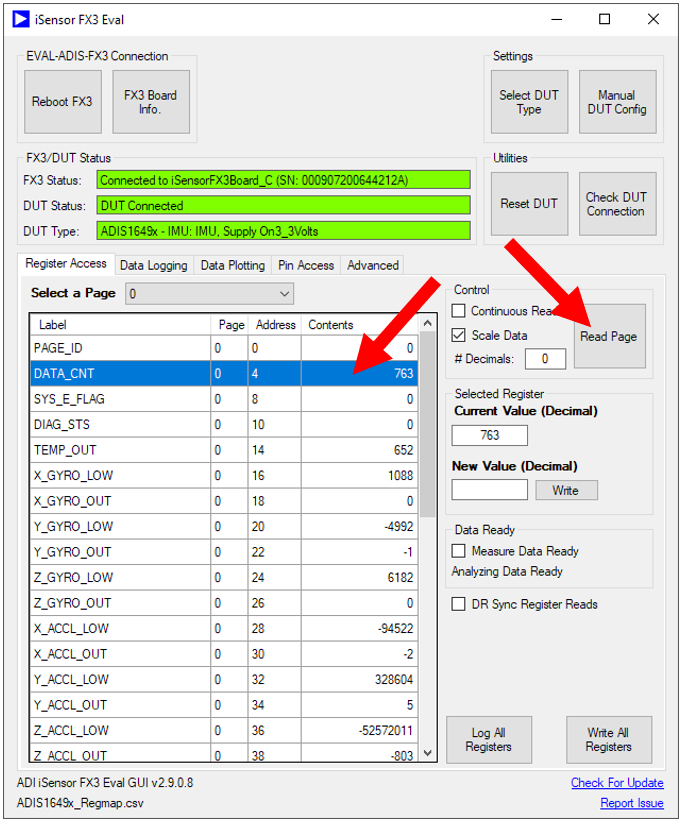 iSensor FX3 Eval
EVAL-ADIS-FX3 Connection
Reboot FX3
FX3 Board
Info.
Settings
Select DUT
Type
Manual
DUT Config
FX3/DUT Status
FX3 Status:
Connected to iSensorFX3Board_C (SN: 000907200644212A)
DUT Status:
DUT Connected
DUT Type:
ADIS1649x - IMU: IMU, Supply On3_3Volts
Utilities
Reset DUT
Check DUT
Connection
Register Access
Data Logging
Data Plotting
Pin Access
Advanced
Select a Page
0
Label Page Address Contents
PAGE_ID 0 0 0
DATA_CNT 0 4 763
SYS_E_FLAG 0 8 0
DIAG_STS 0 10 0
TEMP_OUT 0 14 652
X_GYRO_LOW 0 16 1088
X_GYRO_OUT 0 18 0
Y_GYRO_LOW 0 20 -4992
Y_GYRO_OUT 0 22 -1
Z_GYRO_LOW 0 24 6182
Z_GYRO_OUT 0 26 0
X_ACCL_LOW 0 28 -94522
X_ACCL_OUT 0 30 -2
Y_ACCL_LOW 0 32 328604
Y_ACCL_OUT 0 34 5
Z_ACCL_LOW 0 36 -52572011
Z_ACCL_OUT 0 38 -803
Control
Continuous
Scale Data
# Decimals: 0
Read Page
Selected Register
Current Value (Decimal)
763
New Value (Decimal)
Write
Data Ready
Measure Data Ready
Analyzing Data Ready
DR Sync Register Reads
Log All
Registers
Write All
Registers
ADI iSensor FX3 Eval GUI v2.9.0.8
Check For Update
ADIS1649x_Regmap.csv
Report Issue